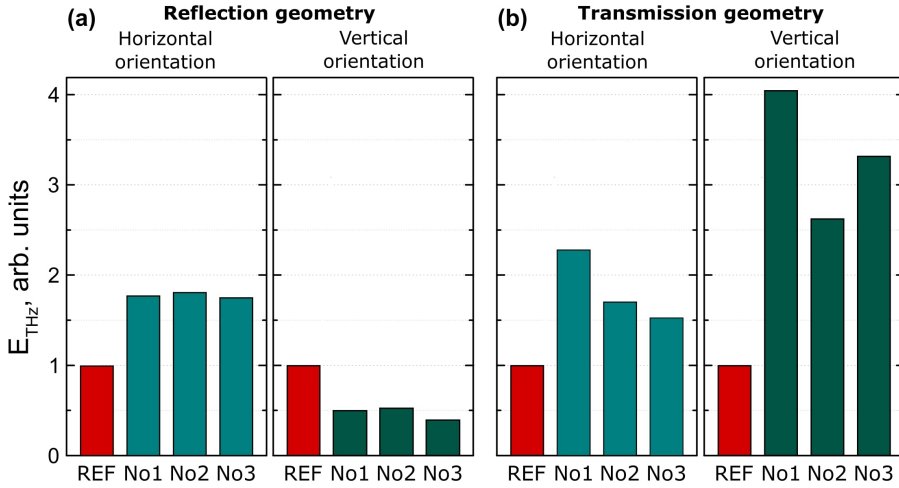 (a) Reflection geometry
Horizontal
orientation
Vertical
orientation
(b) Transmission geometry
Horizontal
orientation
Vertical
orientation
E_THz, arb. units
4
3
2
1
0
REF No1 No2 No3
REF No1 No2 No3
REF No1 No2 No3
REF No1 No2 No3